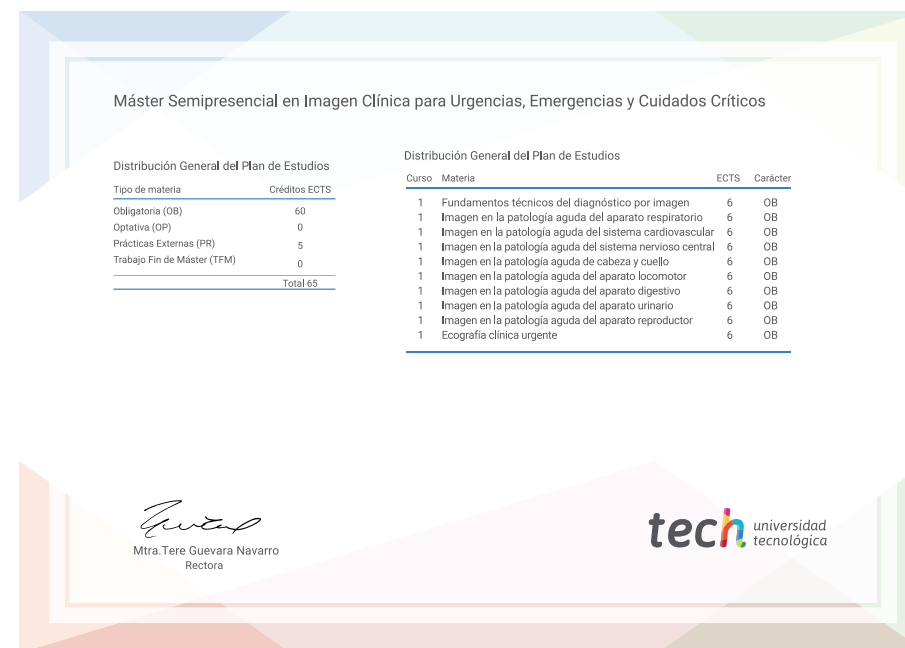 Máster Semipresencial en Imagen Clínica para Urgencias, Emergencias y Cuidados Críticos
Distribución General del Plan de Estudios
Tipo de materia Créditos ECTS
Obligatoria (OB) 60
Optativa (OP) 0
Prácticas Externas (PR) 5
Trabajo Fin de Máster (TFM) 0
Total 65
Distribución General del Plan de Estudios
Curso Materia ECTS Carácter
1 Fundamentos técnicos del diagnóstico por imagen 6 OB
1 Imagen en la patología aguda del aparato respiratorio 6 OB
1 Imagen en la patología aguda del sistema cardiovascular 6 OB
1 Imagen en la patología aguda del sistema nervioso central 6 OB
1 Imagen en la patología aguda de cabeza y cuello 6 OB
1 Imagen en la patología aguda del aparato locomotor 6 OB
1 Imagen en la patología aguda del aparato digestivo 6 OB
1 Imagen en la patología aguda del aparato urinario 6 OB
1 Imagen en la patología aguda del aparato reproductor 6 OB
1 Ecografía clínica urgente 6 OB
Mtra.Tere Guevara Navarro
Rectora
tech universidad
tecnológica